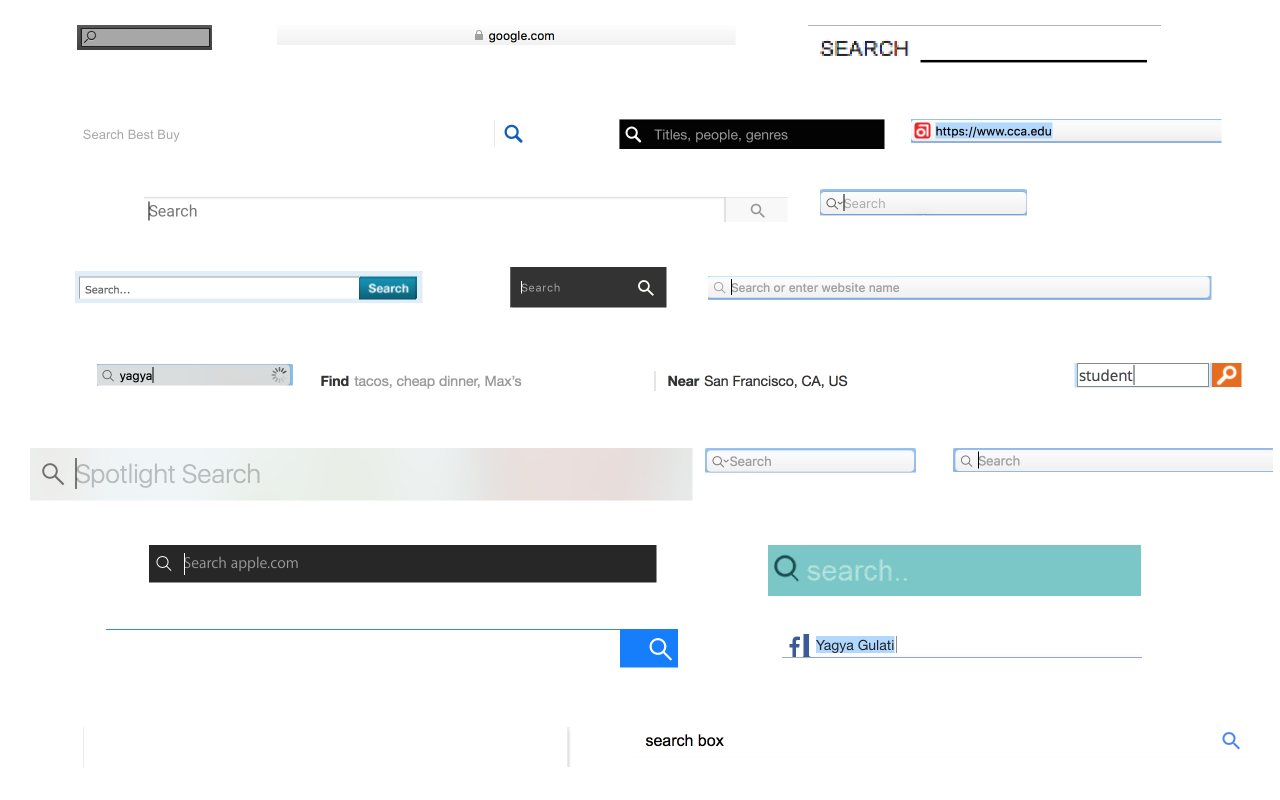 google.com
SEARCH
Search Best Buy
Titles, people, genres
https://www.cca.edu
Search
Search
Search... Search
Search
Search or enter website name
yagya
Find tacos, cheap dinner, Max's
Near San Francisco, CA, US
student
Spotlight Search
Search
Search
Search apple.com
search..
f Yagya Gulati
search box